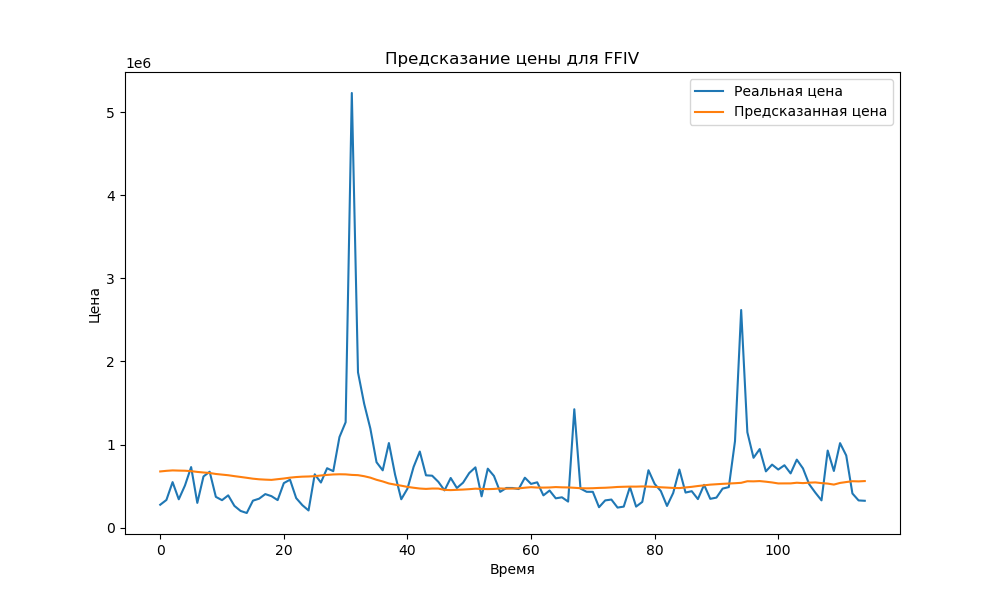 Предсказание цены для FFIV
1e6
Реальная цена
Предсказанная цена
5
4
3
2
1
0
Цена
0 20 40 60 80 100
Время